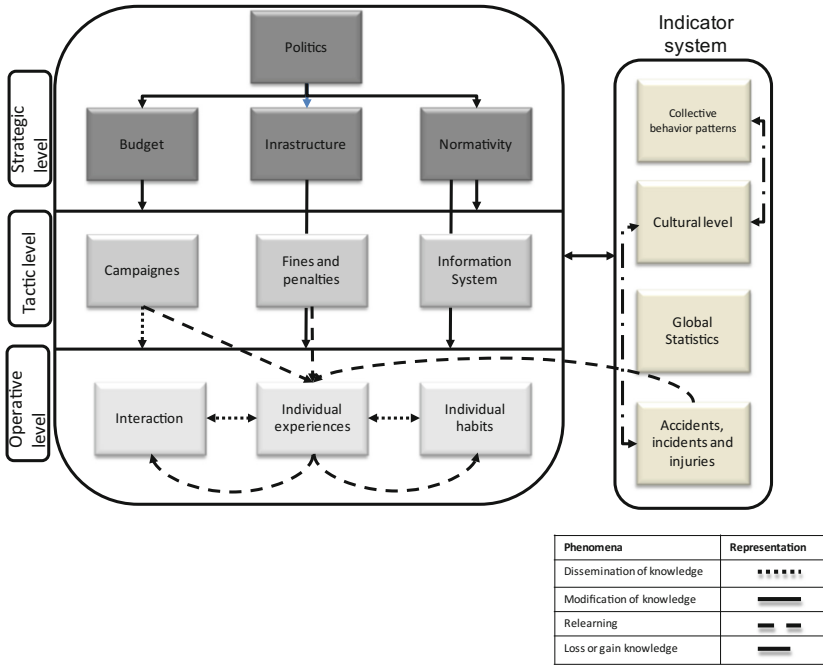 Indicator
system
Politics
Strategic
level
Budget
Inrastructure
Normativity
Collective
behavior patterns
Tactic level
Campaignes
Fines and
penalties
Information
System
Cultural level
Global
Statistics
Operative
level
Interaction
Individual
experiences
Individual
habits
Accidents,
incidents and
injuries
Phenomena Representation
Dissemination of knowledge
Modification of knowledge
Relearning
Loss or gain knowledge